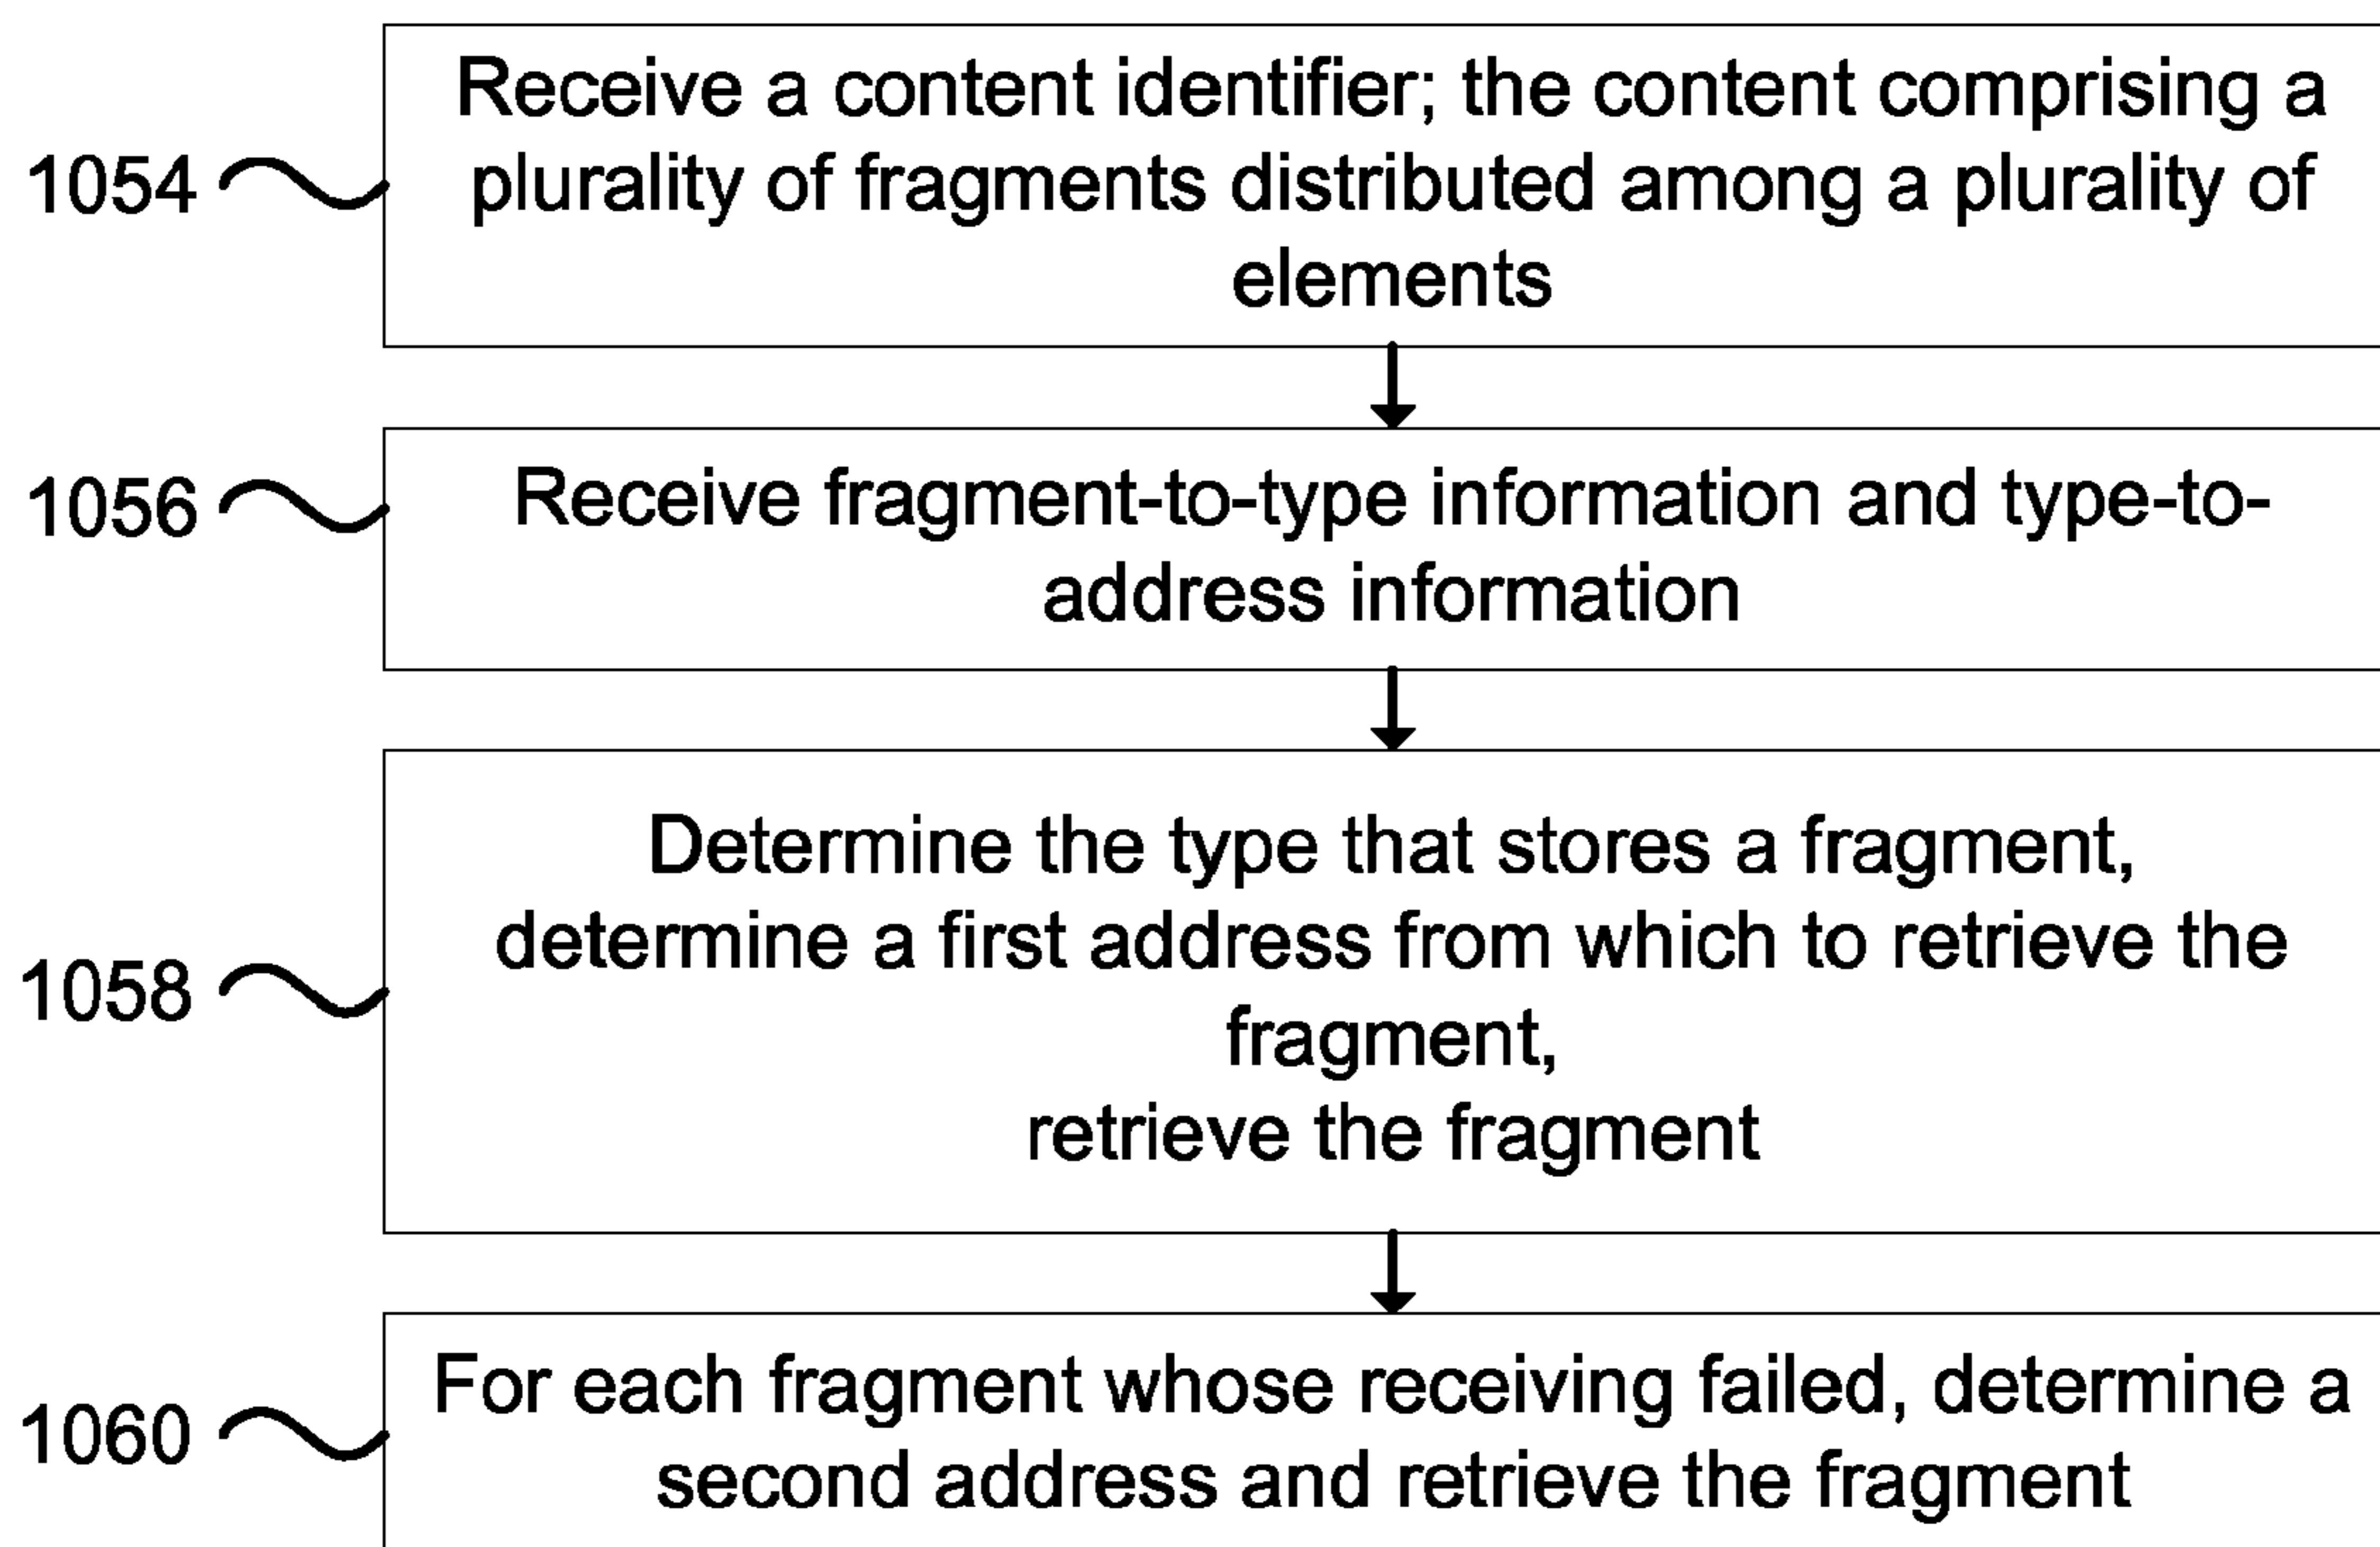 Receive a content identifier; the content comprising a
1054 plurality of fragments distributed among a plurality of
elements
1056 Receive fragment-to-type information and type-to-
address information
Determine the type that stores a fragment,
determine a first address from which to retrieve the
1058
fragment,
retrieve the fragment
For each fragment whose receiving failed, determine a
1060
second address and retrieve the fragment